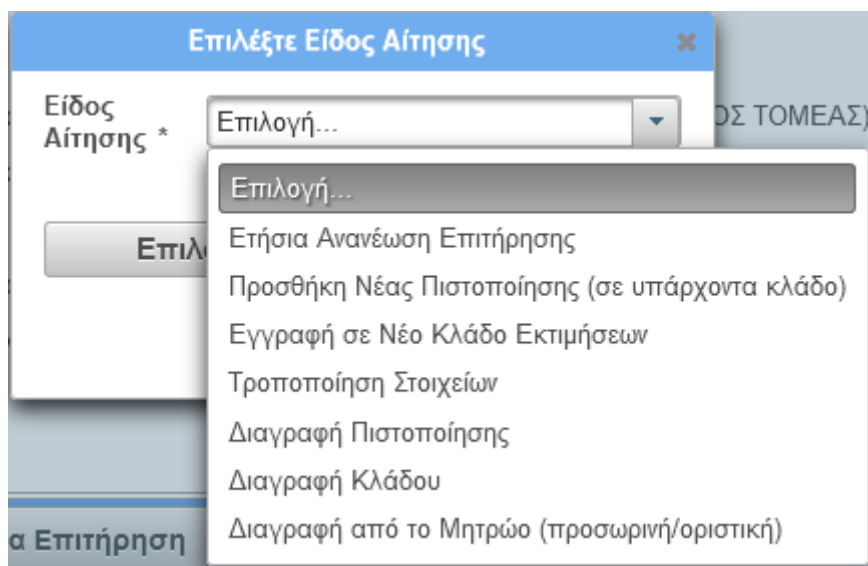 Επιλέξτε Είδος Αίτησης
Είδος
Αίτησης *
Επιλογή...
ΤΟΜΕΑΣ)
Επιλογή...
Ετήσια Ανανέωση Επιτήρησης
Προσθήκη Νέας Πιστοποίησης (σε υπάρχοντα κλάδο)
Εγγραφή σε Νέο Κλάδο Εκτιμήσεων
Τροποποίηση Στοιχείων
Διαγραφή Πιστοποίησης
Διαγραφή Κλάδου
Διαγραφή από το Μητρώο (προσωρινή/οριστική)
Επιτήρηση